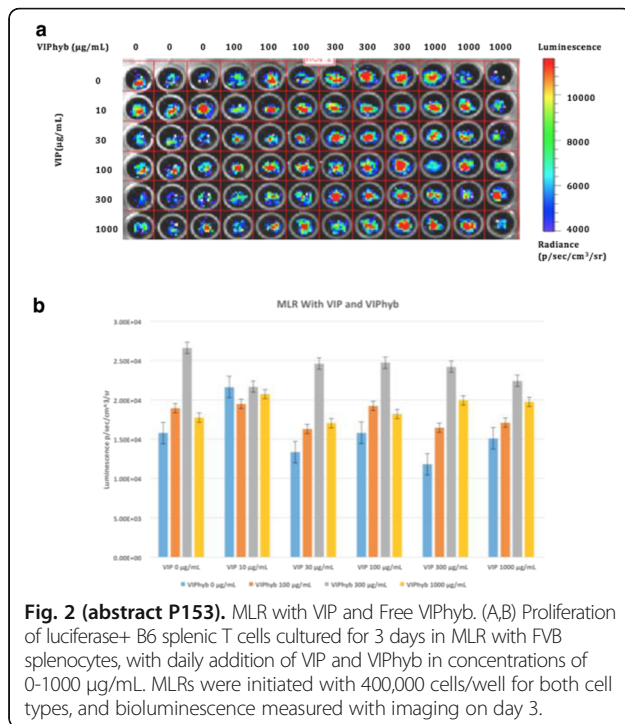 a
VIPhyb (µg/mL) 0 0 0 100 100 100 300 300 300 1000 1000 1000 Luminescence
VIP(µg/mL)
0
10
30
100
300
1000
10000
8000
6000
4000
Radiance
(p/sec/cm³/sr)
b
MLR With VIP and VIPhyb
Luminescence p/sec/cm^3/sr
3.00E+04
2.50E+04
2.00E+04
1.50E+04
1.00E+04
5.00E+03
0.00E+00
VIP 0 µg/mL VIP 10 µg/mL VIP 30 µg/mL VIP 100 µg/mL VIP 300 µg/mL VIP 1000 µg/mL
VIPhyb 0 µg/mL VIPhyb 100 µg/mL VIPhyb 300 µg/mL VIPhyb 1000 µg/mL
Fig. 2 (abstract P153). MLR with VIP and Free VIPhyb. (A,B) Proliferation
of luciferase+ B6 splenic T cells cultured for 3 days in MLR with FVB
splenocytes, with daily addition of VIP and VIPhyb in concentrations of
0-1000 µg/mL. MLRs were initiated with 400,000 cells/well for both cell
types, and bioluminescence measured with imaging on day 3.